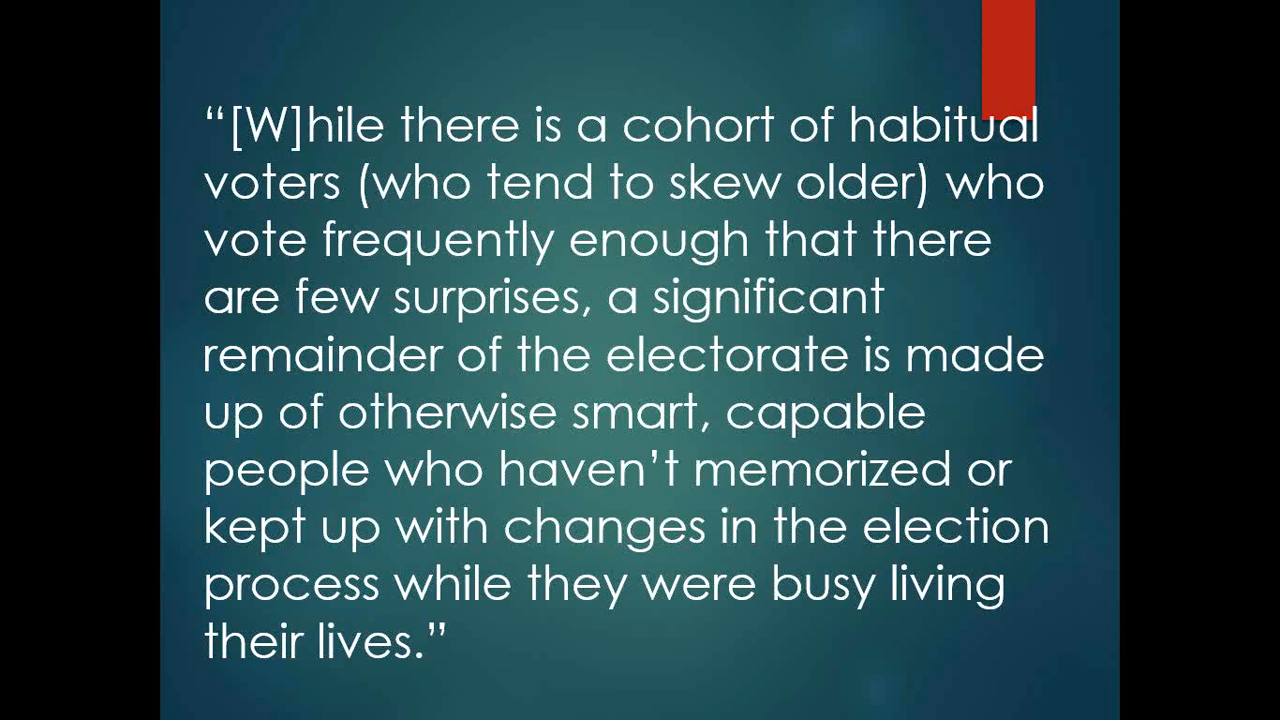 “[W]hile there is a cohort of habitual
voters (who tend to skew older) who
vote frequently enough that there
are few surprises, a significant
remainder of the electorate is made
up of otherwise smart, capable
people who haven’t memorized or
kept up with changes in the election
process while they were busy living
their lives.”